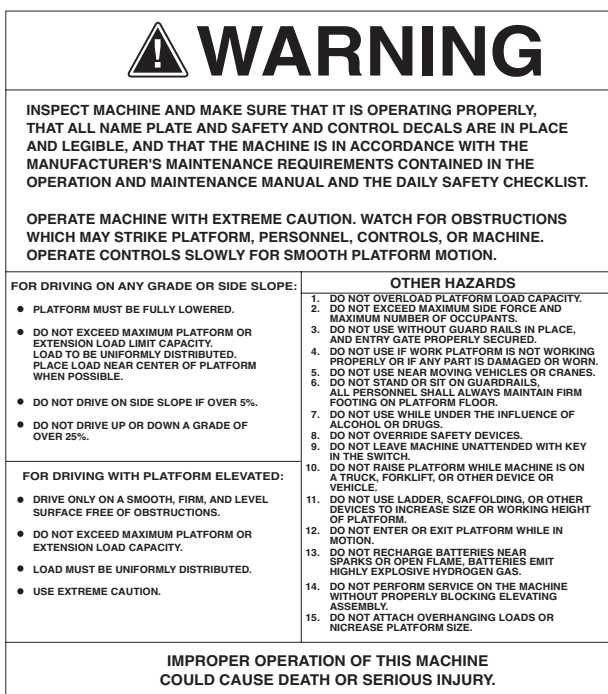 WARNING
INSPECT MACHINE AND MAKE SURE THAT IT IS OPERATING PROPERLY,
THAT ALL NAME PLATE AND SAFETY AND CONTROL DECALS ARE IN PLACE
AND LEGIBLE, AND THAT THE MACHINE IS IN ACCORDANCE WITH THE
MANUFACTURER'S MAINTENANCE REQUIREMENTS CONTAINED IN THE
OPERATION AND MAINTENANCE MANUAL AND THE DAILY SAFETY CHECKLIST.
OPERATE MACHINE WITH EXTREME CAUTION. WATCH FOR OBSTRUCTIONS
WHICH MAY STRIKE PLATFORM, PERSONNEL, CONTROLS, OR MACHINE.
OPERATE CONTROLS SLOWLY FOR SMOOTH PLATFORM MOTION.
FOR DRIVING ON ANY GRADE OR SIDE SLOPE:
● PLATFORM MUST BE FULLY LOWERED.
● DO NOT EXCEED MAXIMUM PLATFORM OR
EXTENSION LOAD LIMIT CAPACITY.
LOAD TO BE UNIFORMLY DISTRIBUTED.
PLACE LOAD NEAR CENTER OF PLATFORM
WHEN POSSIBLE.
● DO NOT DRIVE ON SIDE SLOPE IF OVER 5%.
● DO NOT DRIVE UP OR DOWN A GRADE OF
OVER 25%.
FOR DRIVING WITH PLATFORM ELEVATED:
● DRIVE ONLY ON A SMOOTH, FIRM, AND LEVEL
SURFACE FREE OF OBSTRUCTIONS.
● DO NOT EXCEED MAXIMUM PLATFORM OR
EXTENSION LOAD CAPACITY.
● LOAD MUST BE UNIFORMLY DISTRIBUTED.
● USE EXTREME CAUTION.
OTHER HAZARDS
1. DO NOT OVERLOAD PLATFORM LOAD CAPACITY.
2. DO NOT EXCEED MAXIMUM SIDE FORCE AND
MAXIMUM NUMBER OF OCCUPANTS.
3. DO NOT USE WITHOUT GUARD RAILS IN PLACE,
AND ENTRY GATE PROPERLY SECURED.
4. DO NOT USE IF WORK PLATFORM IS NOT WORKING
PROPERLY OR IF ANY PART IS DAMAGED OR WORN.
5. DO NOT USE NEAR MOVING VEHICLES OR CRANES.
6. DO NOT STAND OR SIT ON GUARDRAILS,
ALL PERSONNEL SHALL ALWAYS MAINTAIN FIRM
FOOTING ON PLATFORM FLOOR.
7. DO NOT USE WHILE UNDER THE INFLUENCE OF
ALCOHOL OR DRUGS.
8. DO NOT OVERRIDE SAFETY DEVICES.
9. DO NOT LEAVE MACHINE UNATTENDED WITH KEY
IN THE SWITCH.
10. DO NOT RAISE PLATFORM WHILE MACHINE IS ON
A TRUCK, FORKLIFT, OR OTHER DEVICE OR
VEHICLE.
11. DO NOT USE LADDER, SCAFFOLDING, OR OTHER
DEVICES TO INCREASE SIZE OR WORKING HEIGHT
OF PLATFORM.
12. DO NOT ENTER OR EXIT PLATFORM WHILE IN
MOTION.
13. DO NOT RECHARGE BATTERIES NEAR
SPARKS OR OPEN FLAME, BATTERIES EMIT
HIGHLY EXPLOSIVE HYDROGEN GAS.
14. DO NOT PERFORM SERVICE ON THE MACHINE
WITHOUT PROPERLY BLOCKING ELEVATING
ASSEMBLY.
15. DO NOT ATTACH OVERHANGING LOADS OR
NICREASE PLATFORM SIZE.
IMPROPER OPERATION OF THIS MACHINE
COULD CAUSE DEATH OR SERIOUS INJURY.